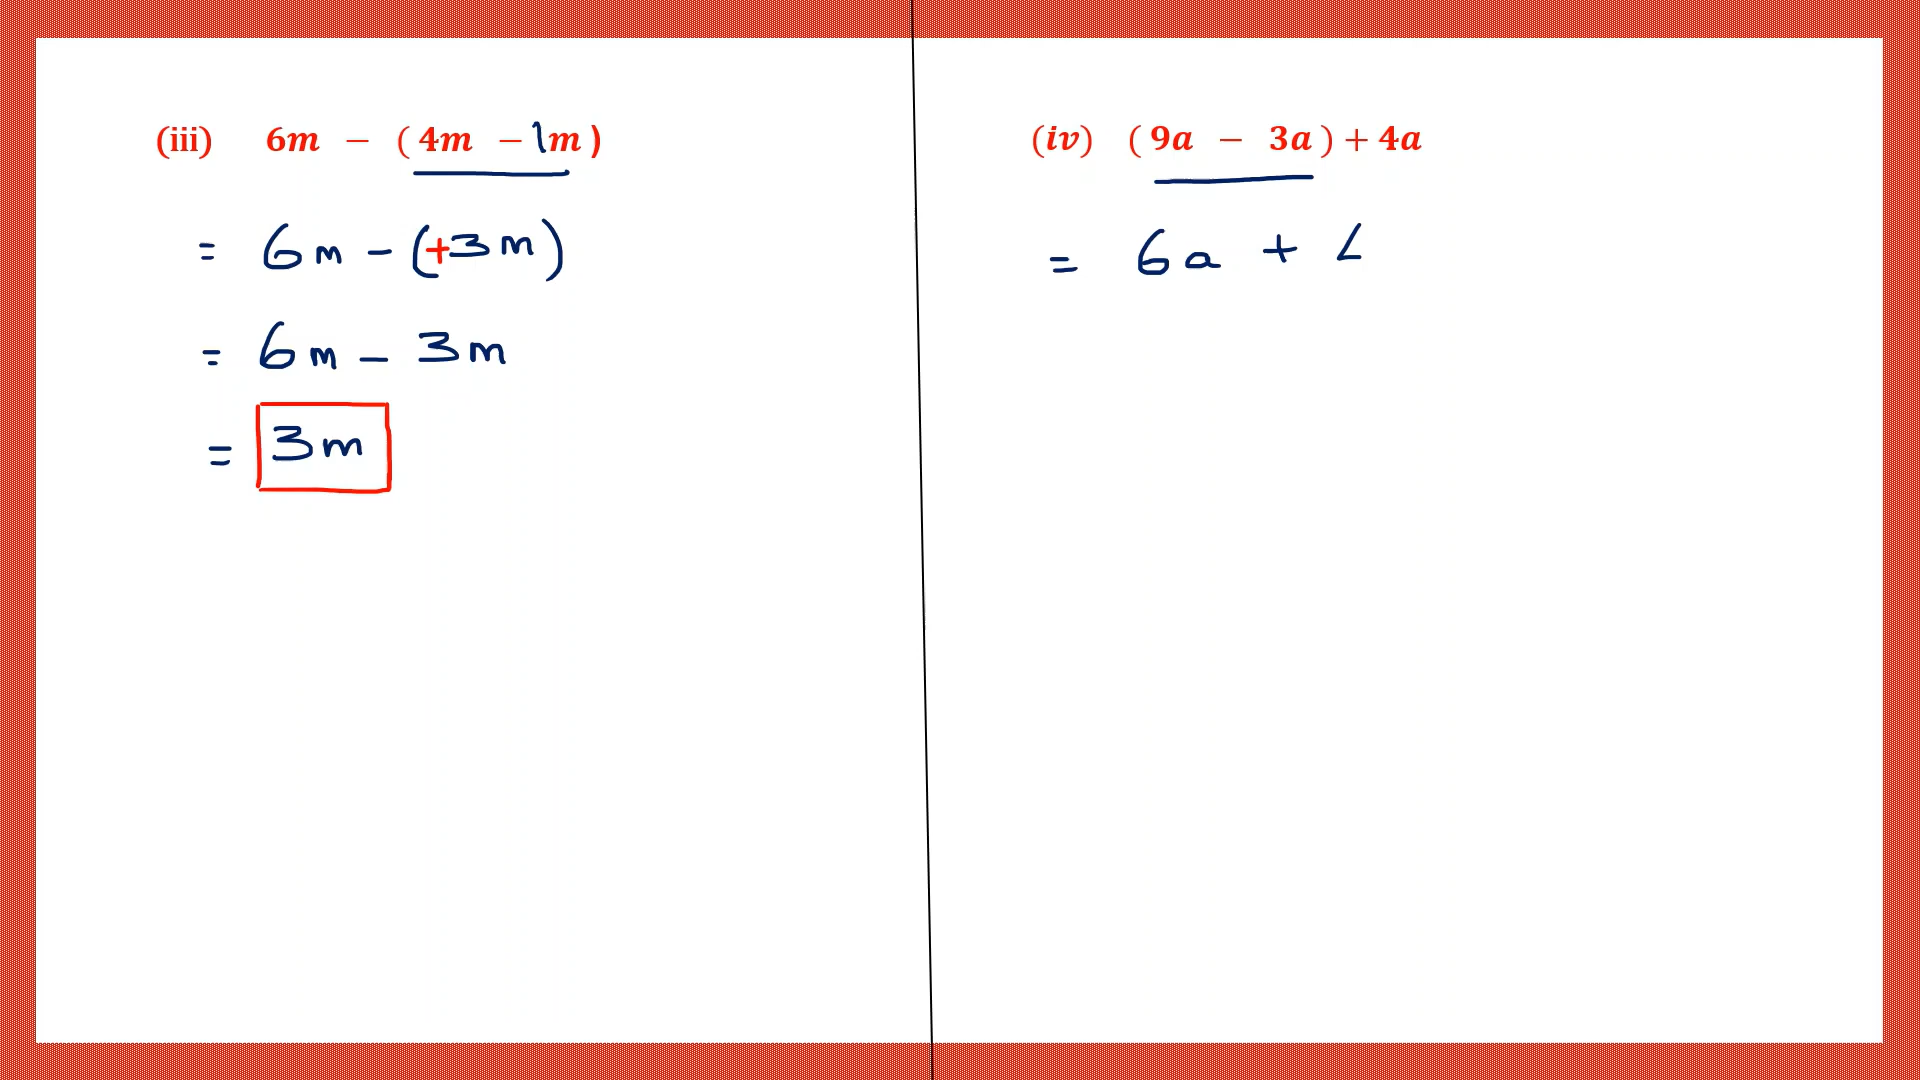 (iii) 6m − ( 4m − 1m )
= 6m − (+3m)
= 6m − 3m
= 3m
(iv) ( 9a − 3a ) + 4a
= 6a +